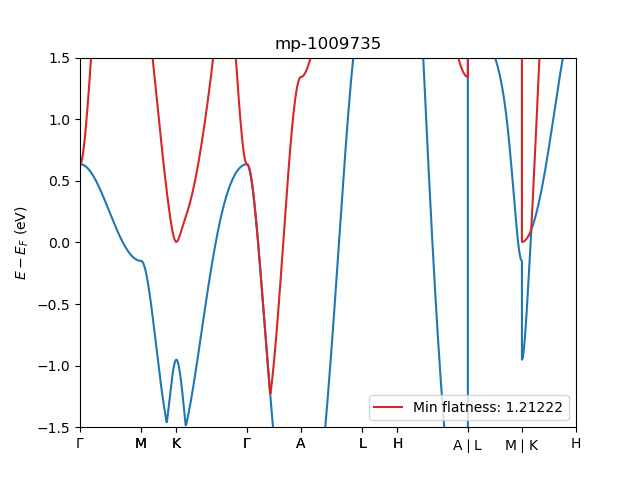 mp-1009735
1.5
1.0
0.5
0.0
−0.5
−1.0
−1.5
E − E_F (eV)
Min flatness: 1.21222
Γ M K Γ A L H A | L M | K H